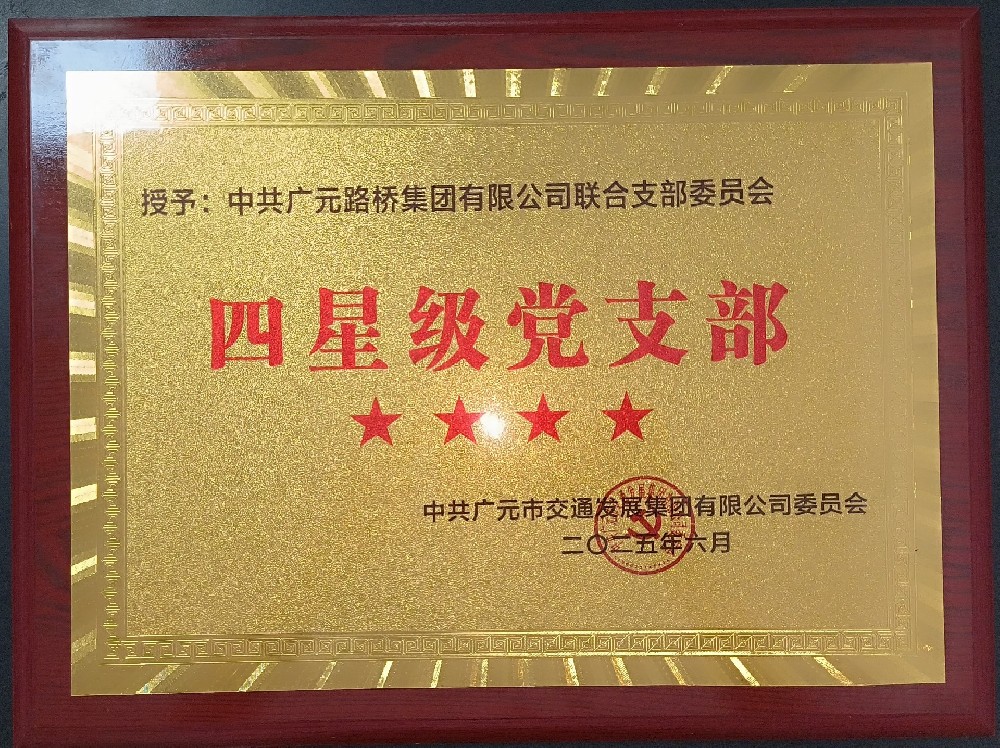 授予：中共广元路桥集团有限公司联合支部委员会
四星级党支部
中共广元市交通发展集团有限公司委员会
二〇二五年六月